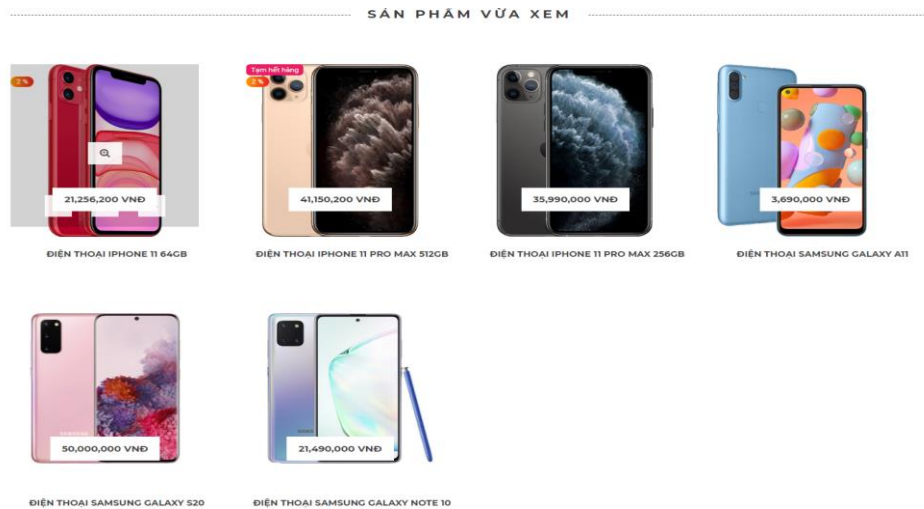 SẢN PHẨM VỪA XEM
2 %
21,256,200 VNĐ
ĐIỆN THOẠI IPHONE 11 64GB
Tạm hết hàng
2 %
41,150,200 VNĐ
ĐIỆN THOẠI IPHONE 11 PRO MAX 512GB
35,990,000 VNĐ
ĐIỆN THOẠI IPHONE 11 PRO MAX 256GB
3,690,000 VNĐ
ĐIỆN THOẠI SAMSUNG GALAXY A11
50,000,000 VNĐ
ĐIỆN THOẠI SAMSUNG GALAXY S20
21,490,000 VNĐ
ĐIỆN THOẠI SAMSUNG GALAXY NOTE 10